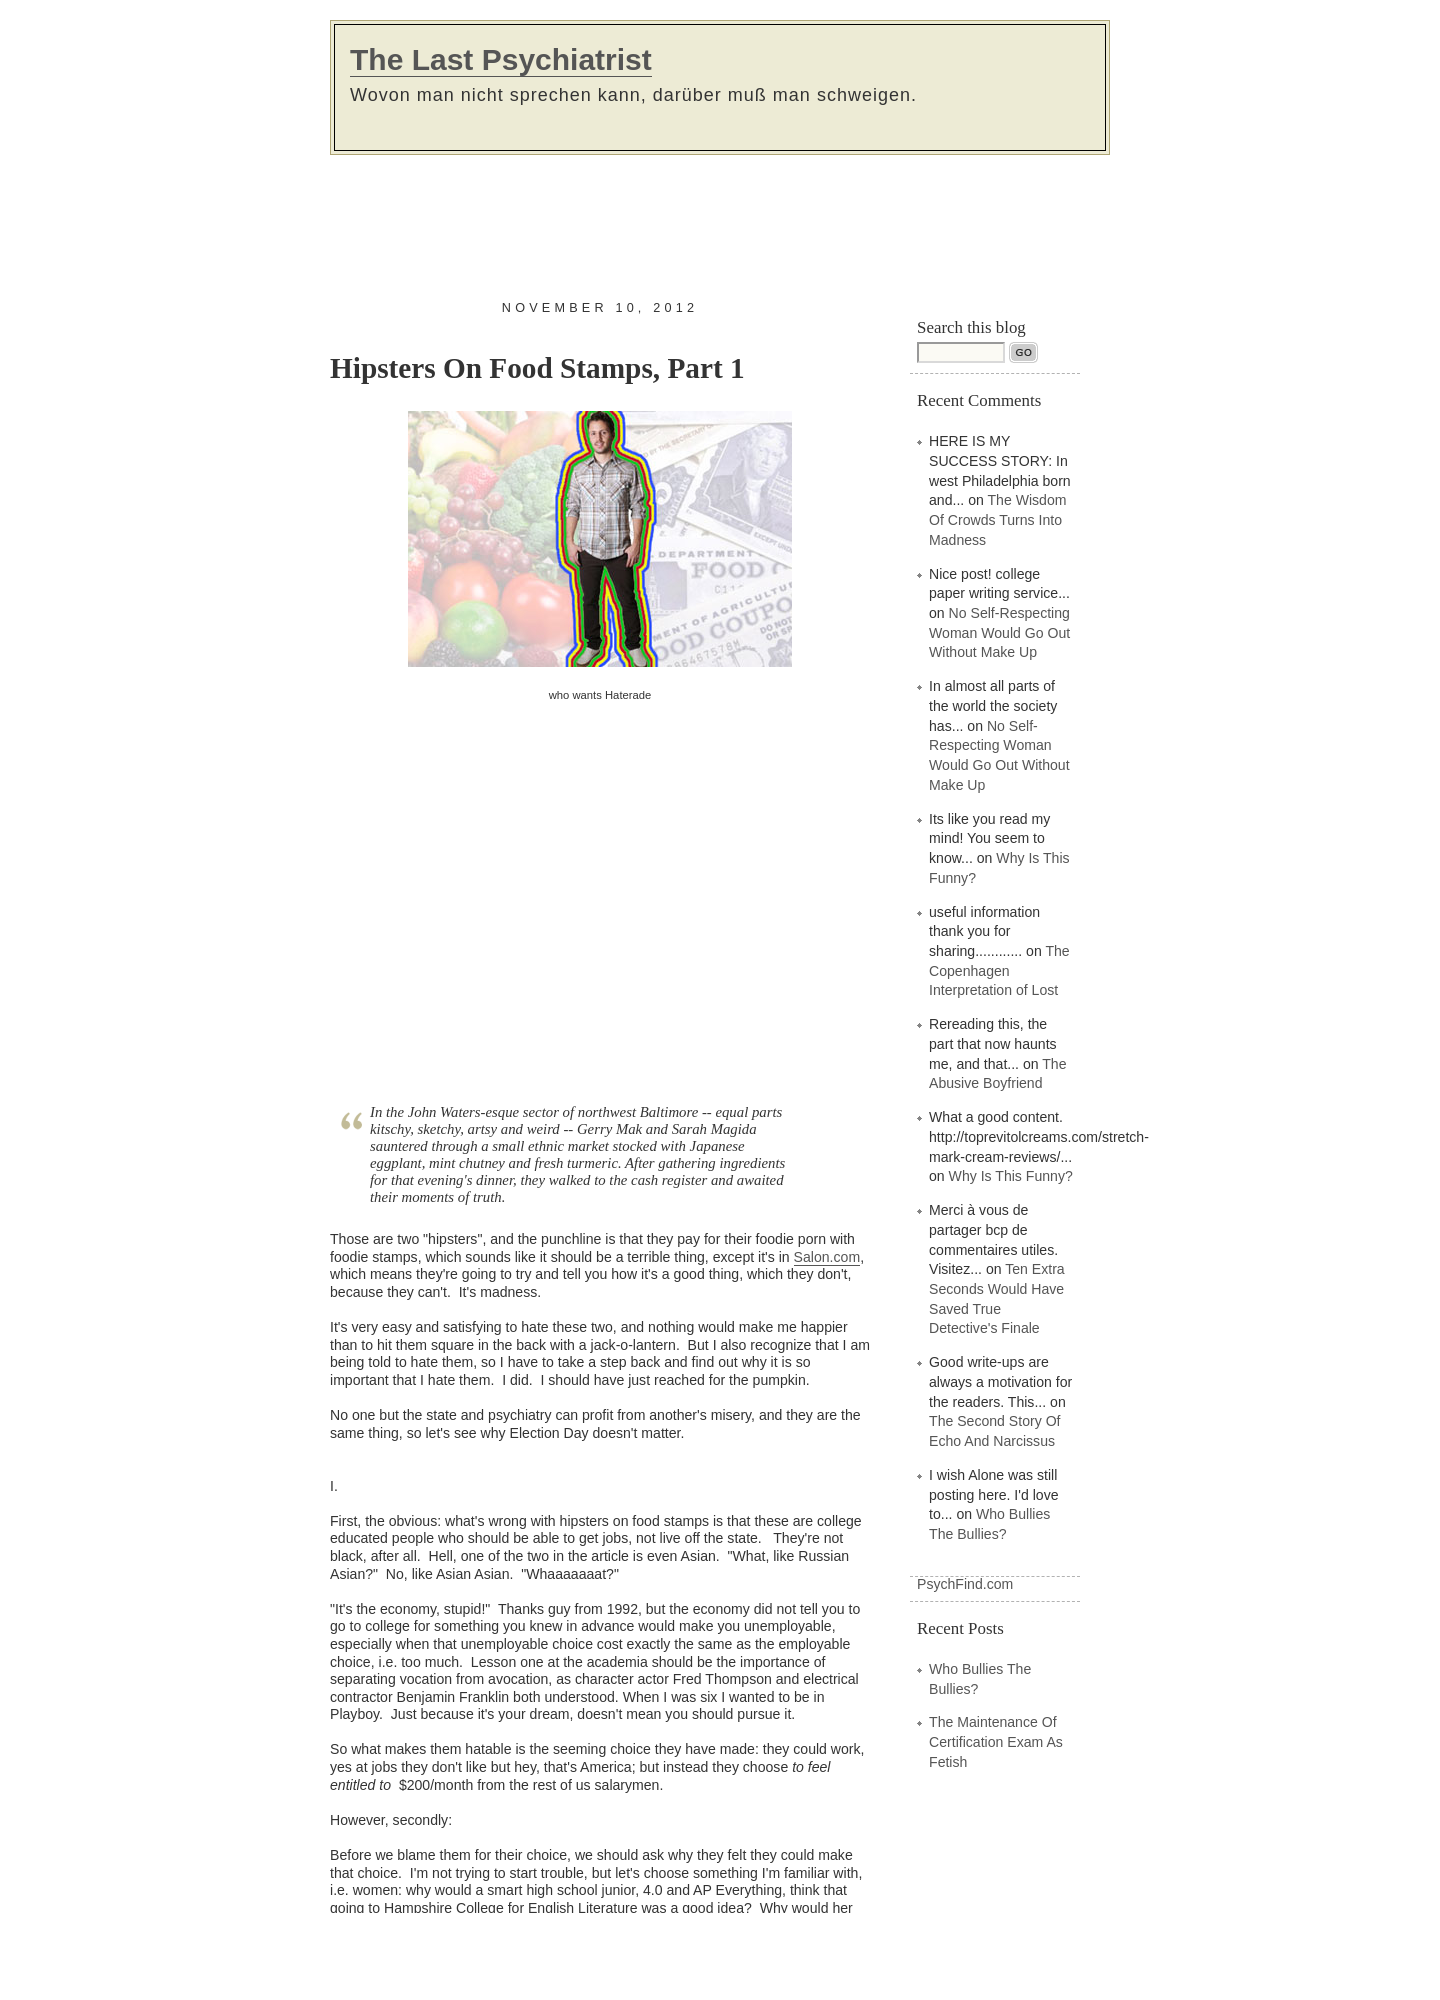 The Last Psychiatrist
Wovon man nicht sprechen kann, darüber muß man schweigen.
NOVEMBER 10, 2012
Hipsters On Food Stamps, Part 1
DEPARTMENT
FOOD C
MENT OF AGRICULTUR
OOD COUPO
DO NOT
who wants Haterade
“
In the John Waters-esque sector of northwest Baltimore -- equal parts
kitschy, sketchy, artsy and weird -- Gerry Mak and Sarah Magida
sauntered through a small ethnic market stocked with Japanese
eggplant, mint chutney and fresh turmeric. After gathering ingredients
for that evening's dinner, they walked to the cash register and awaited
their moments of truth.
Those are two "hipsters", and the punchline is that they pay for their foodie porn with
foodie stamps, which sounds like it should be a terrible thing, except it's in Salon.com,
which means they're going to try and tell you how it's a good thing, which they don't,
because they can't.  It's madness.
It's very easy and satisfying to hate these two, and nothing would make me happier
than to hit them square in the back with a jack-o-lantern.  But I also recognize that I am
being told to hate them, so I have to take a step back and find out why it is so
important that I hate them.  I did.  I should have just reached for the pumpkin.
No one but the state and psychiatry can profit from another's misery, and they are the
same thing, so let's see why Election Day doesn't matter.
I.
First, the obvious: what's wrong with hipsters on food stamps is that these are college
educated people who should be able to get jobs, not live off the state.   They're not
black, after all.  Hell, one of the two in the article is even Asian.  "What, like Russian
Asian?"  No, like Asian Asian.  "Whaaaaaaat?"
"It's the economy, stupid!"  Thanks guy from 1992, but the economy did not tell you to
go to college for something you knew in advance would make you unemployable,
especially when that unemployable choice cost exactly the same as the employable
choice, i.e. too much.  Lesson one at the academia should be the importance of
separating vocation from avocation, as character actor Fred Thompson and electrical
contractor Benjamin Franklin both understood. When I was six I wanted to be in
Playboy.  Just because it's your dream, doesn't mean you should pursue it.
So what makes them hatable is the seeming choice they have made: they could work,
yes at jobs they don't like but hey, that's America; but instead they choose to feel
entitled to  $200/month from the rest of us salarymen.
However, secondly:
Before we blame them for their choice, we should ask why they felt they could make
that choice.  I'm not trying to start trouble, but let's choose something I'm familiar with,
i.e. women: why would a smart high school junior, 4.0 and AP Everything, think that
going to Hampshire College for English Literature was a good idea?  Why would her
Search this blog
GO
Recent Comments
HERE IS MY
SUCCESS STORY: In
west Philadelphia born
and... on The Wisdom
Of Crowds Turns Into
Madness
Nice post! college
paper writing service...
on No Self-Respecting
Woman Would Go Out
Without Make Up
In almost all parts of
the world the society
has... on No Self-
Respecting Woman
Would Go Out Without
Make Up
Its like you read my
mind! You seem to
know... on Why Is This
Funny?
useful information
thank you for
sharing............ on The
Copenhagen
Interpretation of Lost
Rereading this, the
part that now haunts
me, and that... on The
Abusive Boyfriend
What a good content.
http://toprevitolcreams.com/stretch-
mark-cream-reviews/...
on Why Is This Funny?
Merci à vous de
partager bcp de
commentaires utiles.
Visitez... on Ten Extra
Seconds Would Have
Saved True
Detective's Finale
Good write-ups are
always a motivation for
the readers. This... on
The Second Story Of
Echo And Narcissus
I wish Alone was still
posting here. I'd love
to... on Who Bullies
The Bullies?
PsychFind.com
Recent Posts
Who Bullies The
Bullies?
The Maintenance Of
Certification Exam As
Fetish